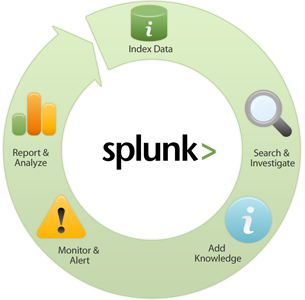 Index Data
Search &
Investigate
Add
Knowledge
Monitor &
Alert
Report &
Analyze
splunk>